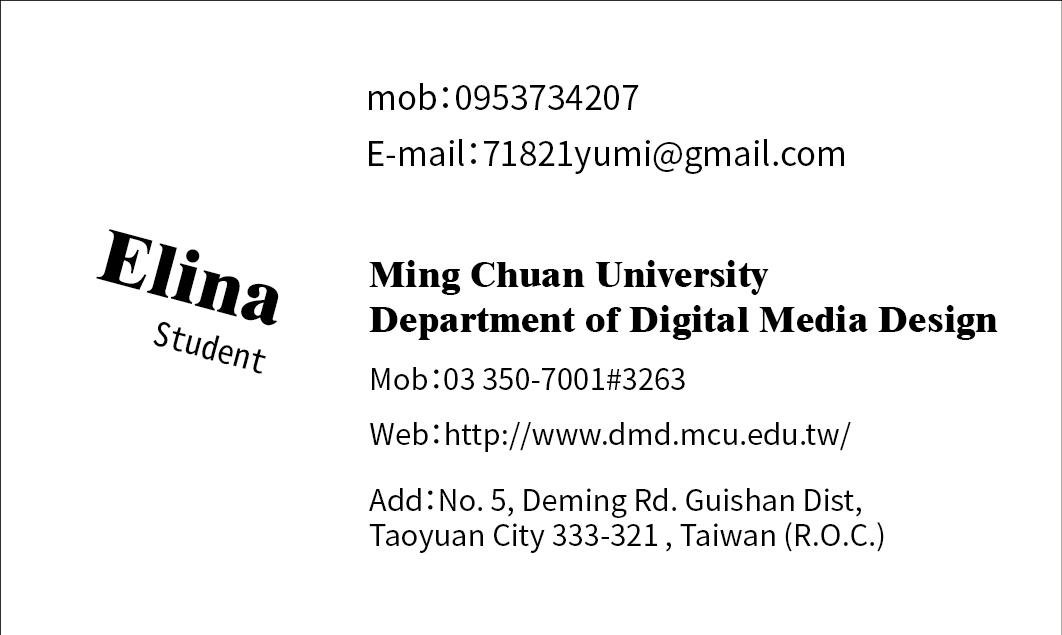 mob：0953734207
E-mail：71821yumi@gmail.com
Elina
Student
Ming Chuan University
Department of Digital Media Design
Mob：03 350-7001#3263
Web：http://www.dmd.mcu.edu.tw/
Add：No. 5, Deming Rd. Guishan Dist,
Taoyuan City 333-321 , Taiwan (R.O.C.)